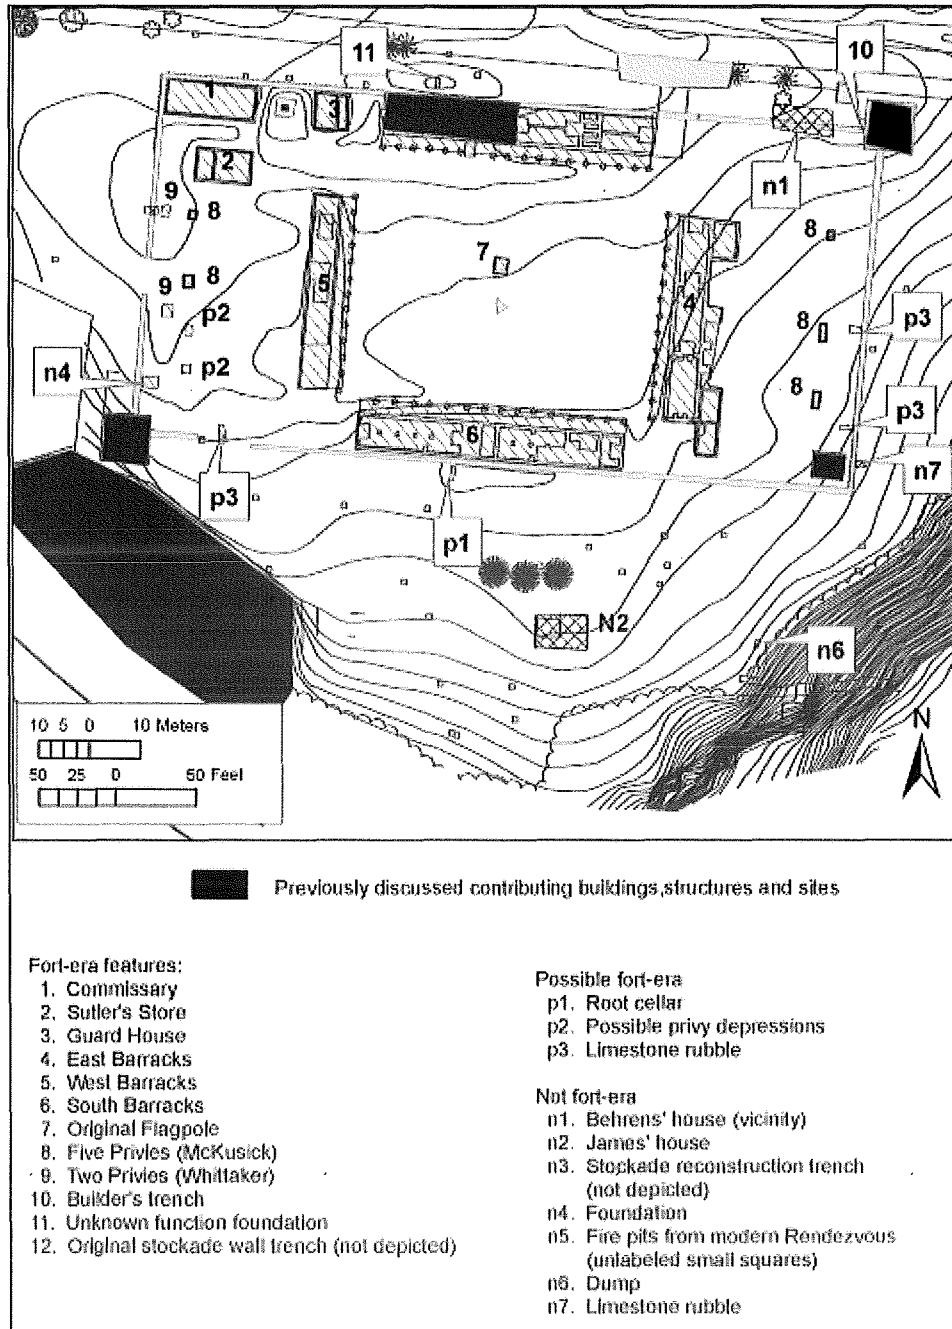 11
10
1
3
2
n1
9
8
7
8
5
8
9
4
8
p3
p2
n4
p2
8
p3
6
n7
p3
p1
N2
n6
10 5 0 10 Meters
50 25 0 50 Feet
N
Previously discussed contributing buildings,structures and sites
Fort-era features:
1. Commissary
2. Sutler's Store
3. Guard House
4. East Barracks
5. West Barracks
6. South Barracks
7. Original Flagpole
8. Five Privies (McKusick)
9. Two Privies (Whittaker)
10. Builder's trench
11. Unknown function foundation
12. Original stockade wall trench (not depicted)
Possible fort-era
p1. Root cellar
p2. Possible privy depressions
p3. Limestone rubble
Not fort-era
n1. Behrens' house (vicinity)
n2. James' house
n3. Stockade reconstruction trench
(not depicted)
n4. Foundation
n5. Fire pits from modern Rendezvous
(unlabeled small squares)
n6. Dump
n7. Limestone rubble